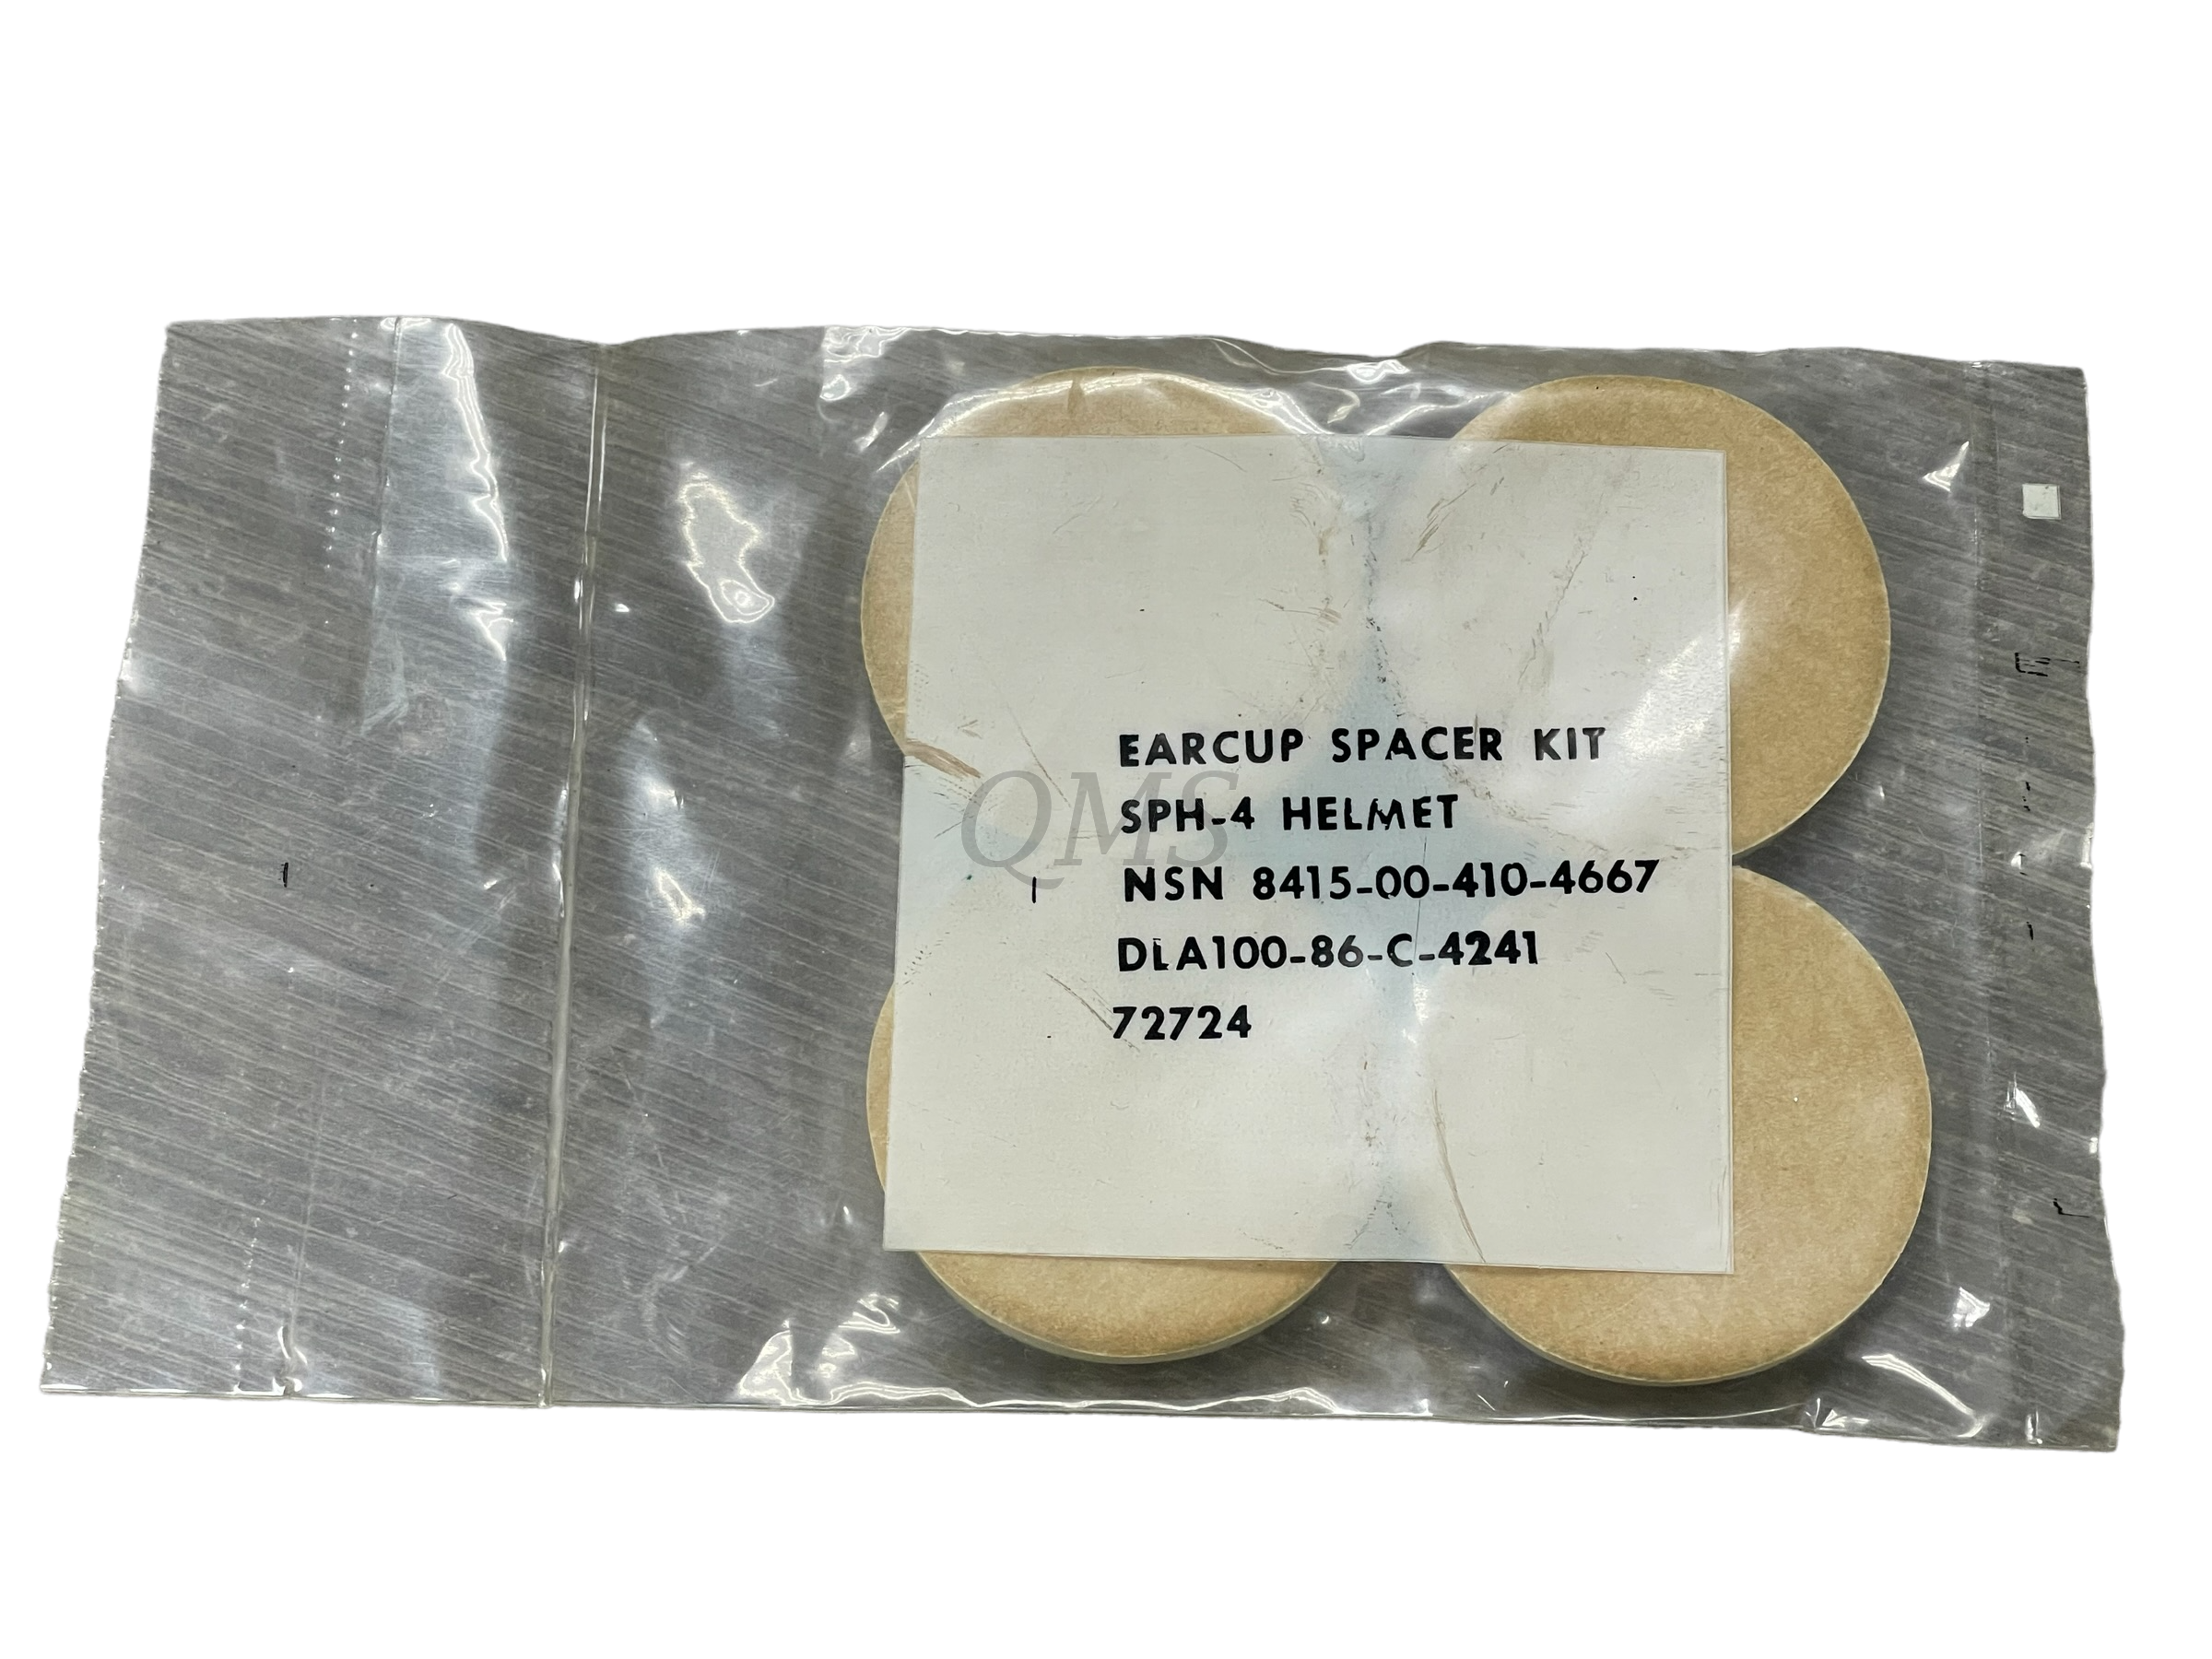 EARCUP SPACER KIT
QMS
SPH-4 HELMET
NSN 8415-00-410-4667
DLA100-86-C-4241
72724